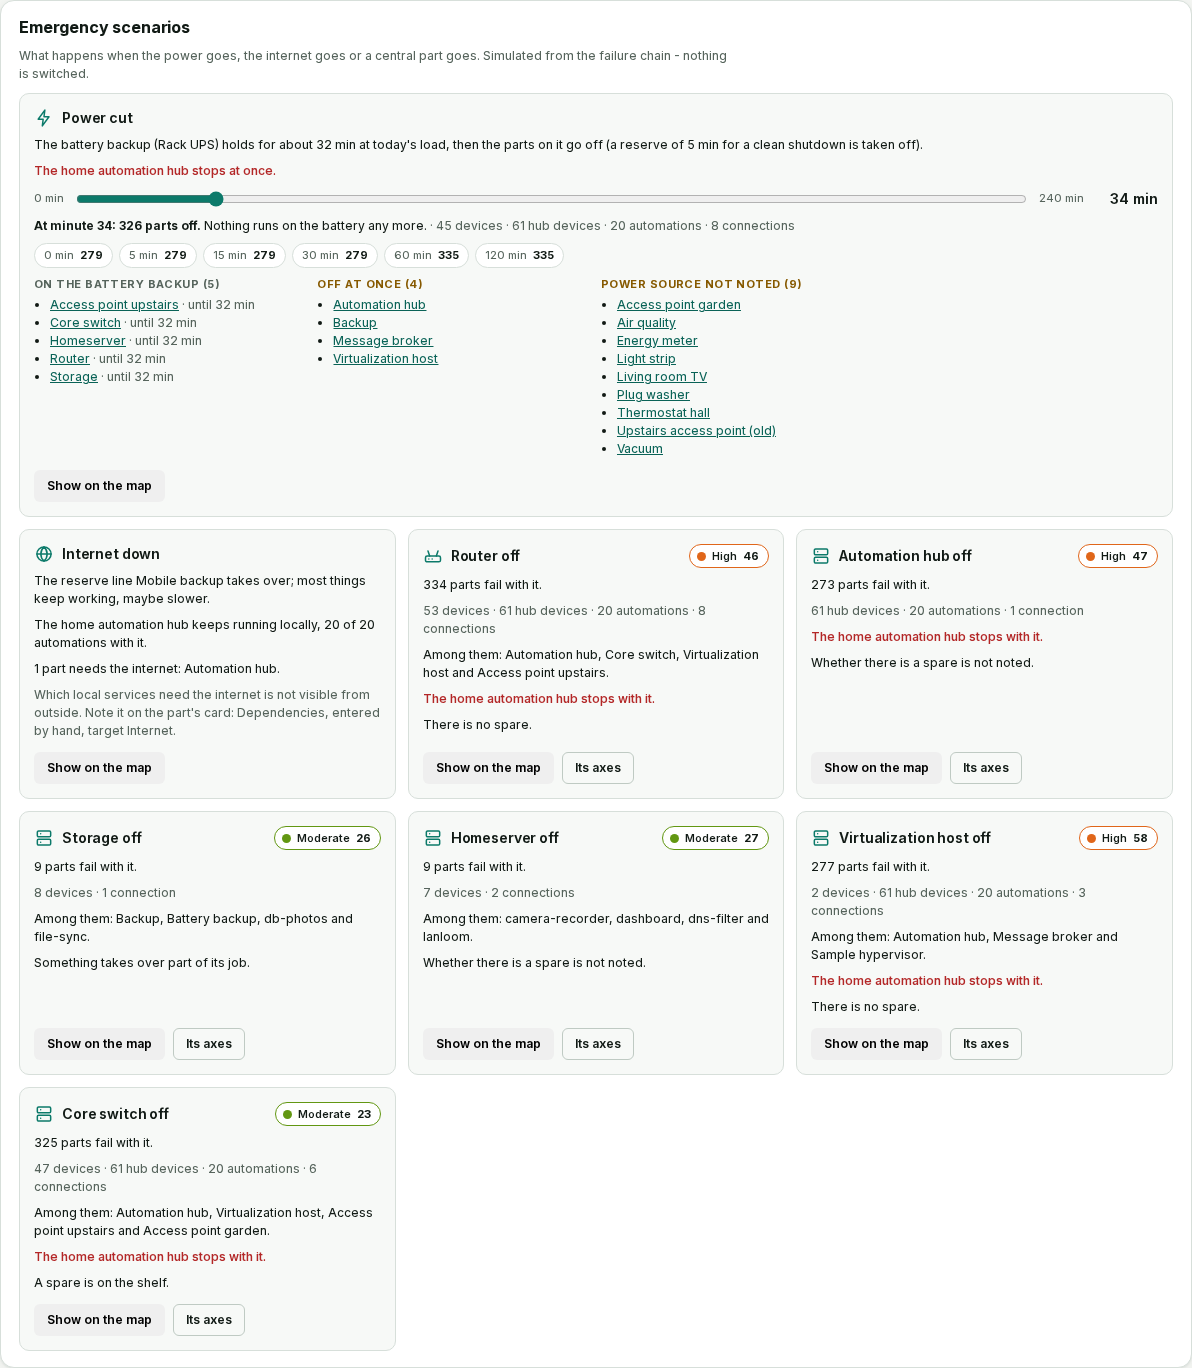 Emergency scenarios
What happens when the power goes, the internet goes or a central part goes. Simulated from the failure chain - nothing
is switched.
Power cut
The battery backup (Rack UPS) holds for about 32 min at today's load, then the parts on it go off (a reserve of 5 min for a clean shutdown is taken off).
The home automation hub stops at once.
0 min 240 min 34 min
At minute 34: 326 parts off. Nothing runs on the battery any more. · 45 devices · 61 hub devices · 20 automations · 8 connections
0 min 279 5 min 279 15 min 279 30 min 279 60 min 335 120 min 335
ON THE BATTERY BACKUP (5)
• Access point upstairs · until 32 min
• Core switch · until 32 min
• Homeserver · until 32 min
• Router · until 32 min
• Storage · until 32 min
OFF AT ONCE (4)
• Automation hub
• Backup
• Message broker
• Virtualization host
POWER SOURCE NOT NOTED (9)
• Access point garden
• Air quality
• Energy meter
• Light strip
• Living room TV
• Plug washer
• Thermostat hall
• Upstairs access point (old)
• Vacuum
Show on the map
Internet down
The reserve line Mobile backup takes over; most things
keep working, maybe slower.
The home automation hub keeps running locally, 20 of 20
automations with it.
1 part needs the internet: Automation hub.
Which local services need the internet is not visible from
outside. Note it on the part's card: Dependencies, entered
by hand, target Internet.
Show on the map
Router off High 46
334 parts fail with it.
53 devices · 61 hub devices · 20 automations · 8
connections
Among them: Automation hub, Core switch, Virtualization
host and Access point upstairs.
The home automation hub stops with it.
There is no spare.
Show on the map Its axes
Automation hub off High 47
273 parts fail with it.
61 hub devices · 20 automations · 1 connection
The home automation hub stops with it.
Whether there is a spare is not noted.
Show on the map Its axes
Storage off Moderate 26
9 parts fail with it.
8 devices · 1 connection
Among them: Backup, Battery backup, db-photos and
file-sync.
Something takes over part of its job.
Show on the map Its axes
Homeserver off Moderate 27
9 parts fail with it.
7 devices · 2 connections
Among them: camera-recorder, dashboard, dns-filter and
lanloom.
Whether there is a spare is not noted.
Show on the map Its axes
Virtualization host off High 58
277 parts fail with it.
2 devices · 61 hub devices · 20 automations · 3
connections
Among them: Automation hub, Message broker and
Sample hypervisor.
The home automation hub stops with it.
There is no spare.
Show on the map Its axes
Core switch off Moderate 23
325 parts fail with it.
47 devices · 61 hub devices · 20 automations · 6
connections
Among them: Automation hub, Virtualization host, Access
point upstairs and Access point garden.
The home automation hub stops with it.
A spare is on the shelf.
Show on the map Its axes